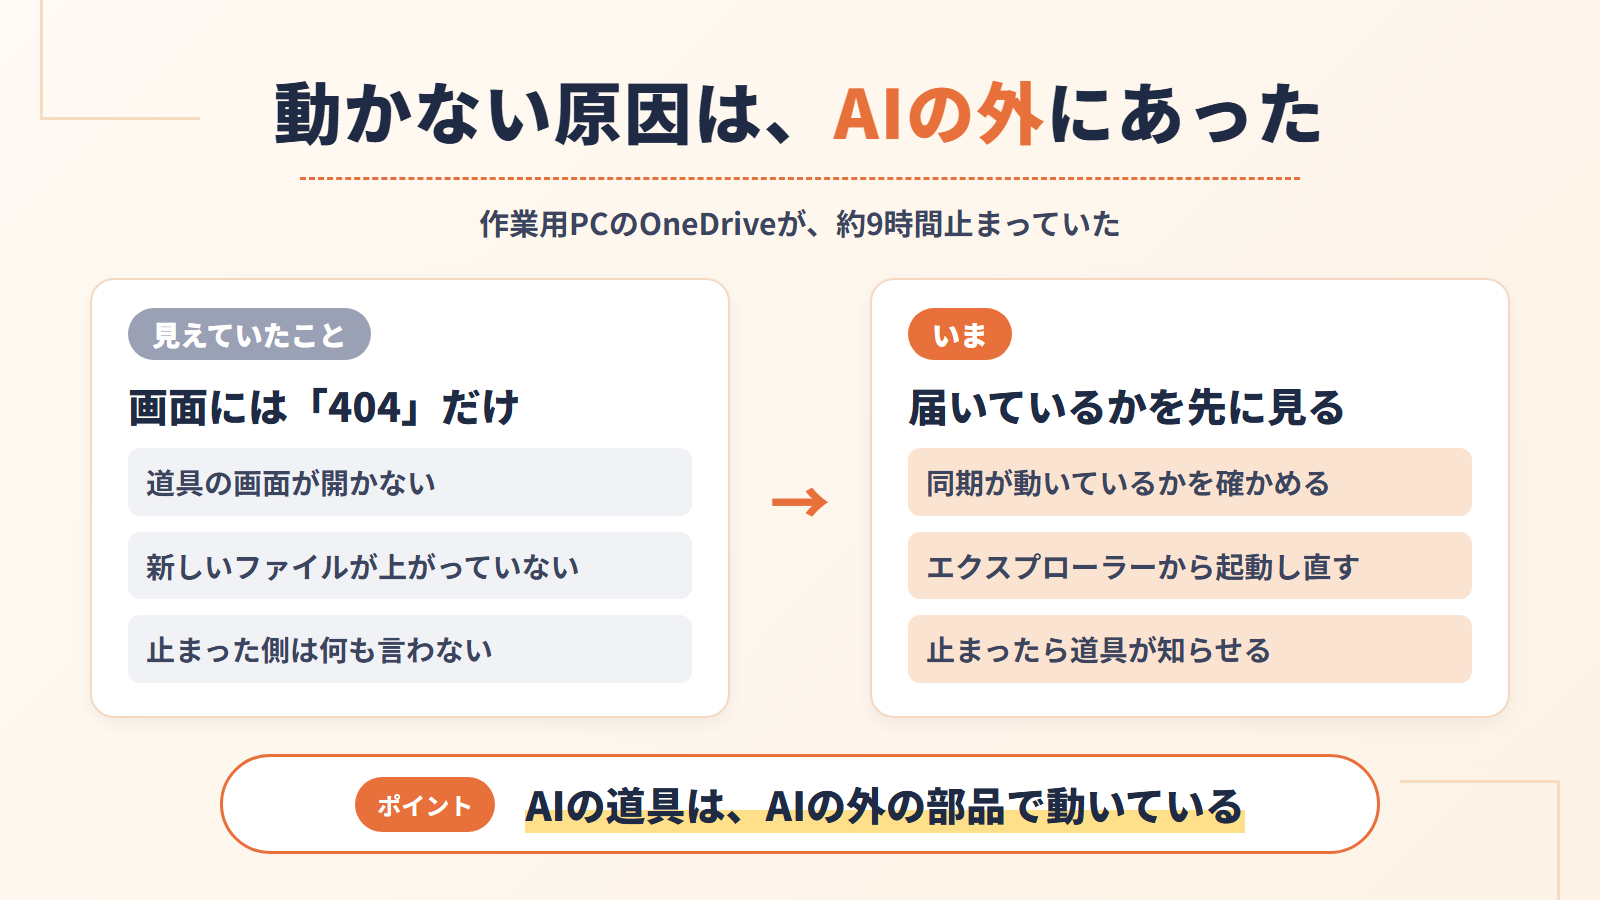 動かない原因は、AIの外にあった
作業用PCのOneDriveが、約9時間止まっていた
見えていたこと
画面には「404」だけ
道具の画面が開かない
新しいファイルが上がっていない
止まった側は何も言わない
→
いま
届いているかを先に見る
同期が動いているかを確かめる
エクスプローラーから起動し直す
止まったら道具が知らせる
ポイント
AIの道具は、AIの外の部品で動いている